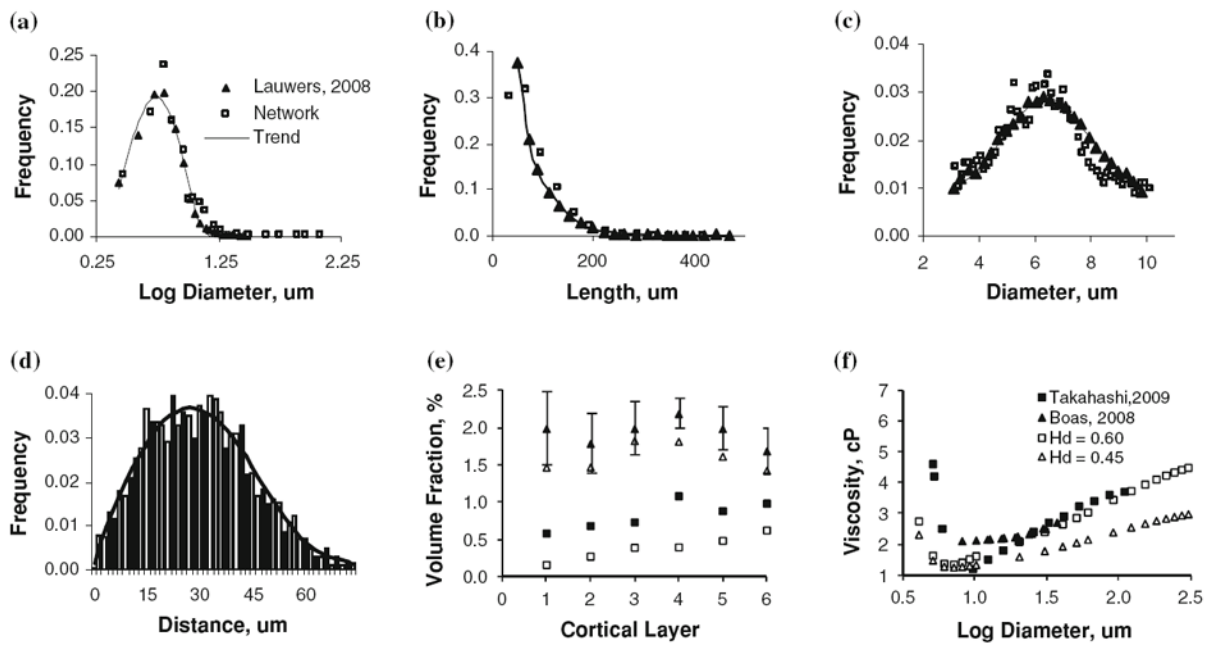 (a)
0.25
0.20
0.15
0.10
0.05
0.00
Frequency
0.25
1.25
2.25
Log Diameter, um
Lauwers, 2008
Network
Trend
(b)
0.4
0.3
0.2
0.1
0.0
Frequency
0
200
400
Length, um
(c)
0.04
0.03
0.02
0.01
0.00
Frequency
2
4
6
8
10
Diameter, um
(d)
0.04
0.03
0.02
0.01
0.00
Frequency
0
15
30
45
60
Distance, um
(e)
2.5
2.0
1.5
1.0
0.5
0.0
Volume Fraction, %
1
2
3
4
5
6
Cortical Layer
(f)
7
6
5
4
3
2
1
Viscosity, cP
0.5
1.0
1.5
2.0
2.5
Log Diameter, um
Takahashi,2009
Boas, 2008
Hd = 0.60
Hd = 0.45